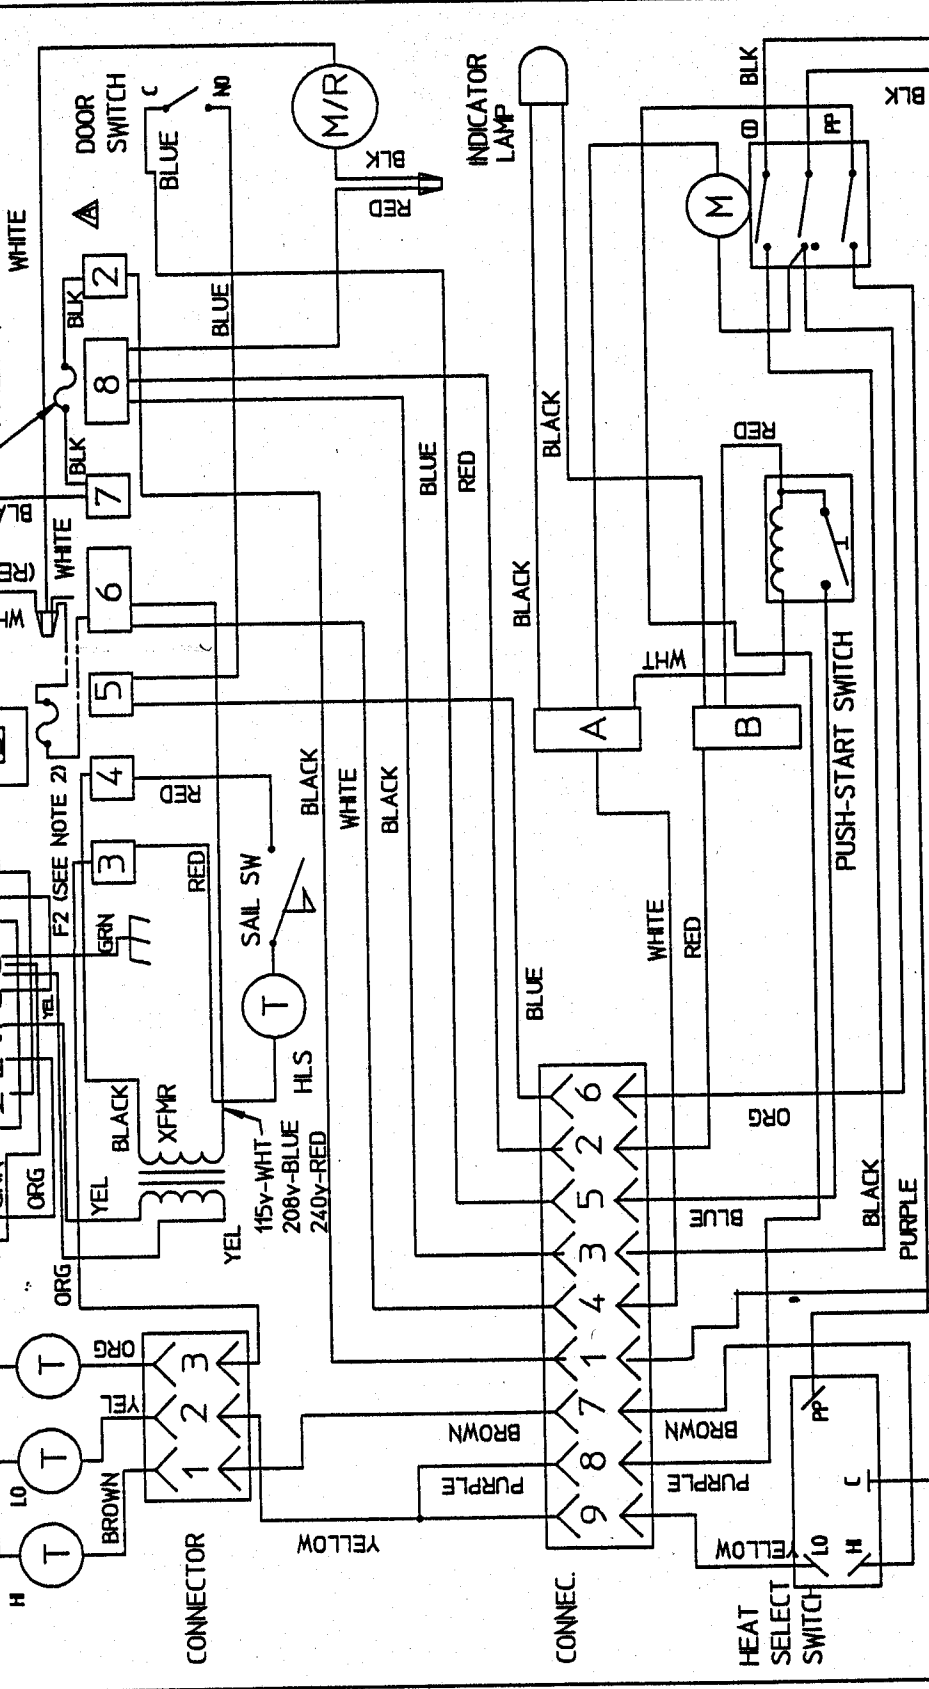 WHITE
DOOR
SWITCH
C
NO
BLUE
M/R
BLK
RED
INDICATOR
LAMP
BLK
BLK
PP
M
BLK
2
BLUE
8
BLK
7
BLUE
RED
BLACK
RED
WHITE
6
5
BLACK
WHT
A
B
PUSH-START SWITCH
F2 (SEE NOTE 2)
4
RED
3
RED
BLACK
WHITE
BLACK
GRN
SAIL SW
T
HLS
YEL
WHITE
RED
BLUE
ORG
YEL
BLACK
XFMR
115v-WHT
208v-BLUE
240v-RED
YEL
ORG
6
2
5
3
4
1
7
8
9
ORG
BLUE
BLACK
PURPLE
T
ORG
3
YEL
2
1
T
LO
BROWN
T
HI
CONNECTOR
BROWN
PURPLE
YELLOW
BROWN
PURPLE
YELLOW
CONNEC.
PP
C
LO
HI
HEAT
SELECT
SWITCH